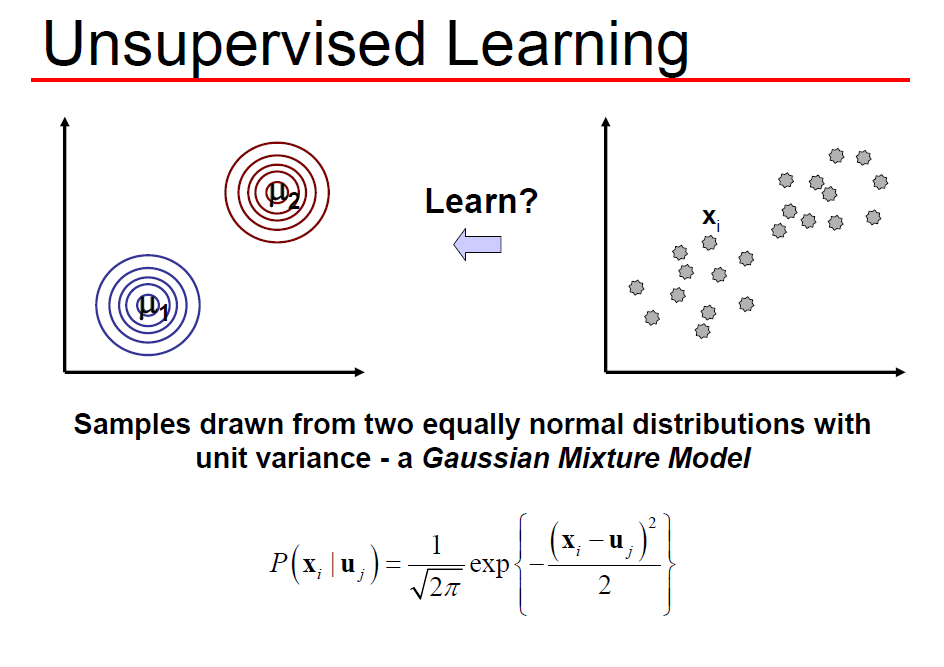 Unsupervised Learning
μ2
μ1
Learn?
xi
Samples drawn from two equally normal distributions with
unit variance - a Gaussian Mixture Model
P(xi | uj) = 1/√2π exp{-(xi - uj)²/2}